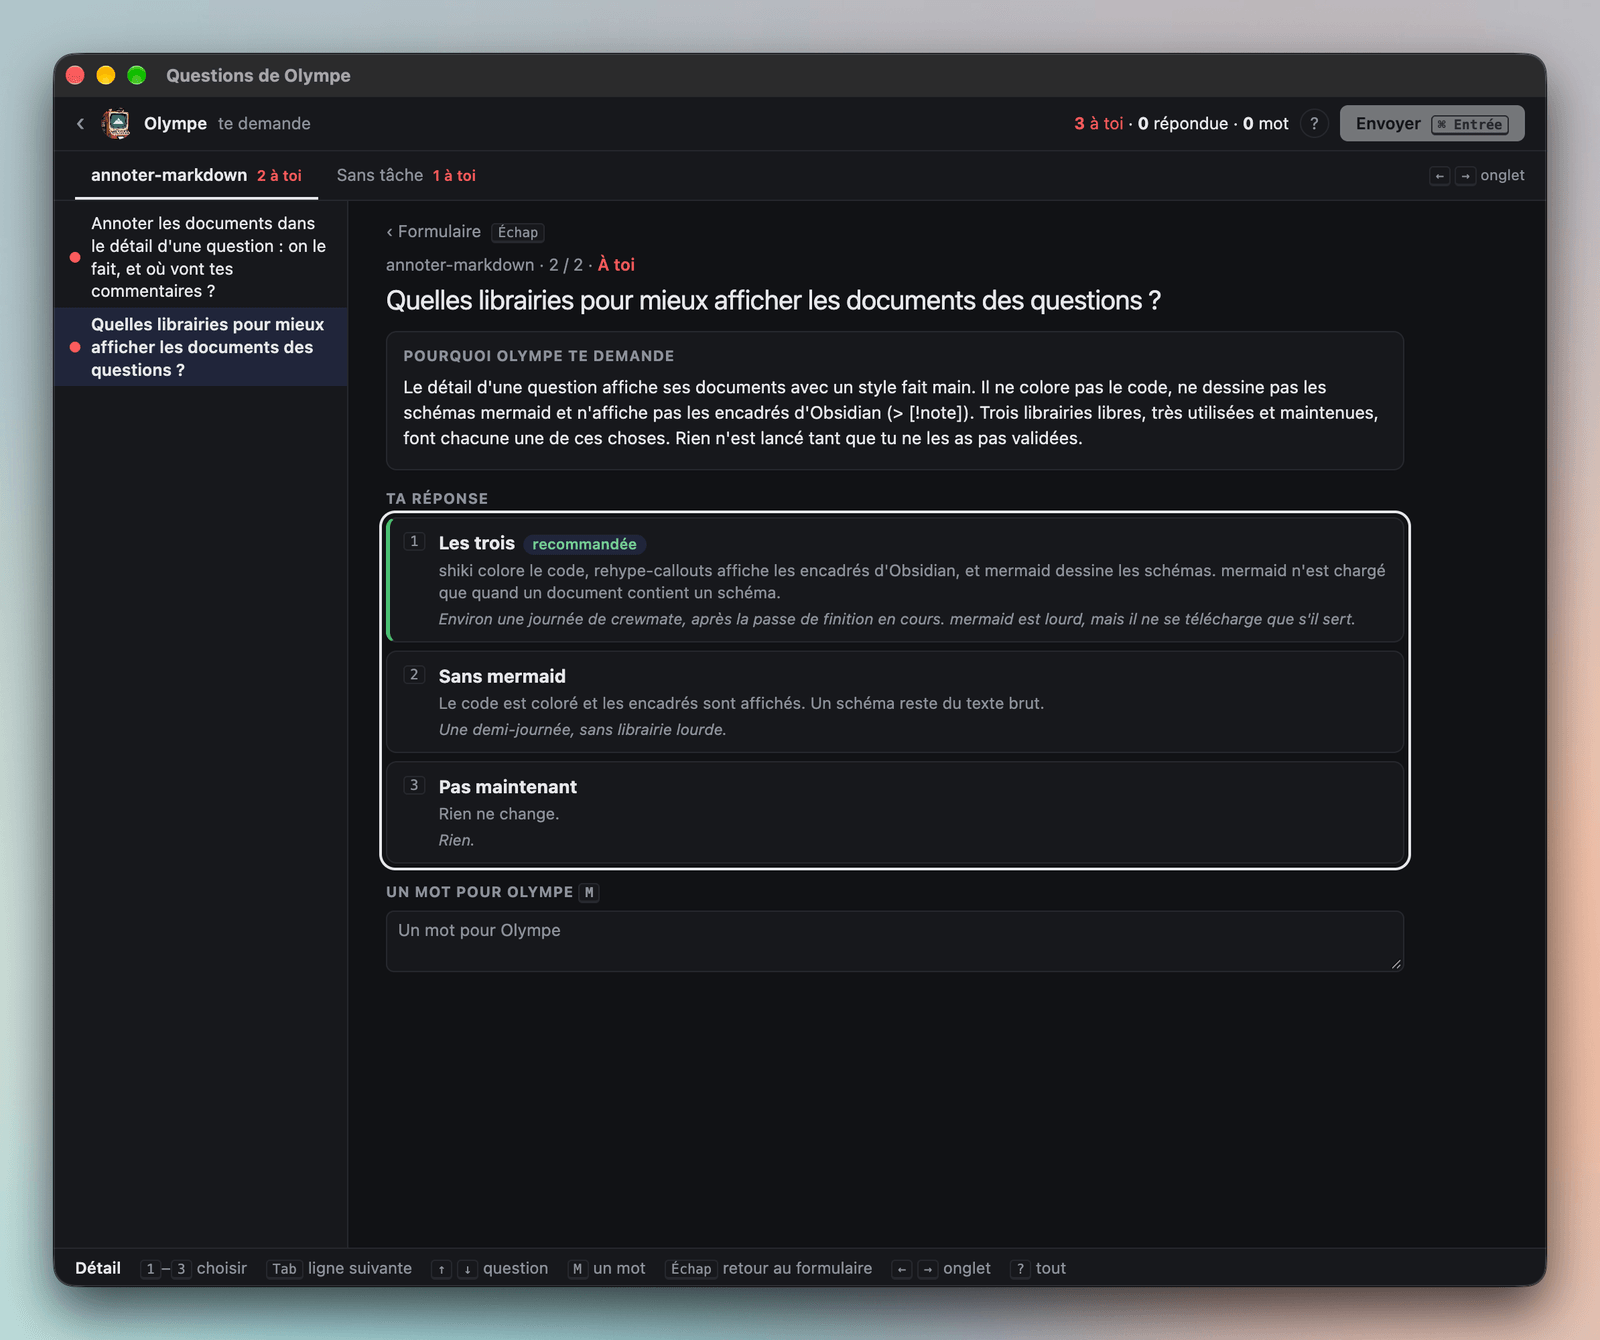 Questions de Olympe
‹ Olympe te demande
3 à toi · 0 répondue · 0 mot ? Envoyer ⌘ Entrée
annoter-markdown 2 à toi Sans tâche 1 à toi ← → onglet
Annoter les documents dans
le détail d'une question : on le
fait, et où vont tes
commentaires ?
Quelles librairies pour mieux
afficher les documents des
questions ?
‹ Formulaire Échap
annoter-markdown · 2 / 2 · À toi
Quelles librairies pour mieux afficher les documents des questions ?
POURQUOI OLYMPE TE DEMANDE
Le détail d'une question affiche ses documents avec un style fait main. Il ne colore pas le code, ne dessine pas les
schémas mermaid et n'affiche pas les encadrés d'Obsidian (> [!note]). Trois librairies libres, très utilisées et maintenues,
font chacune une de ces choses. Rien n'est lancé tant que tu ne les as pas validées.
TA RÉPONSE
1 Les trois recommandée
shiki colore le code, rehype-callouts affiche les encadrés d'Obsidian, et mermaid dessine les schémas. mermaid n'est chargé
que quand un document contient un schéma.
Environ une journée de crewmate, après la passe de finition en cours. mermaid est lourd, mais il ne se télécharge que s'il sert.
2 Sans mermaid
Le code est coloré et les encadrés sont affichés. Un schéma reste du texte brut.
Une demi-journée, sans librairie lourde.
3 Pas maintenant
Rien ne change.
Rien.
UN MOT POUR OLYMPE M
Un mot pour Olympe
Détail 1–3 choisir Tab ligne suivante ↑ ↓ question M un mot Échap retour au formulaire ← → onglet ? tout